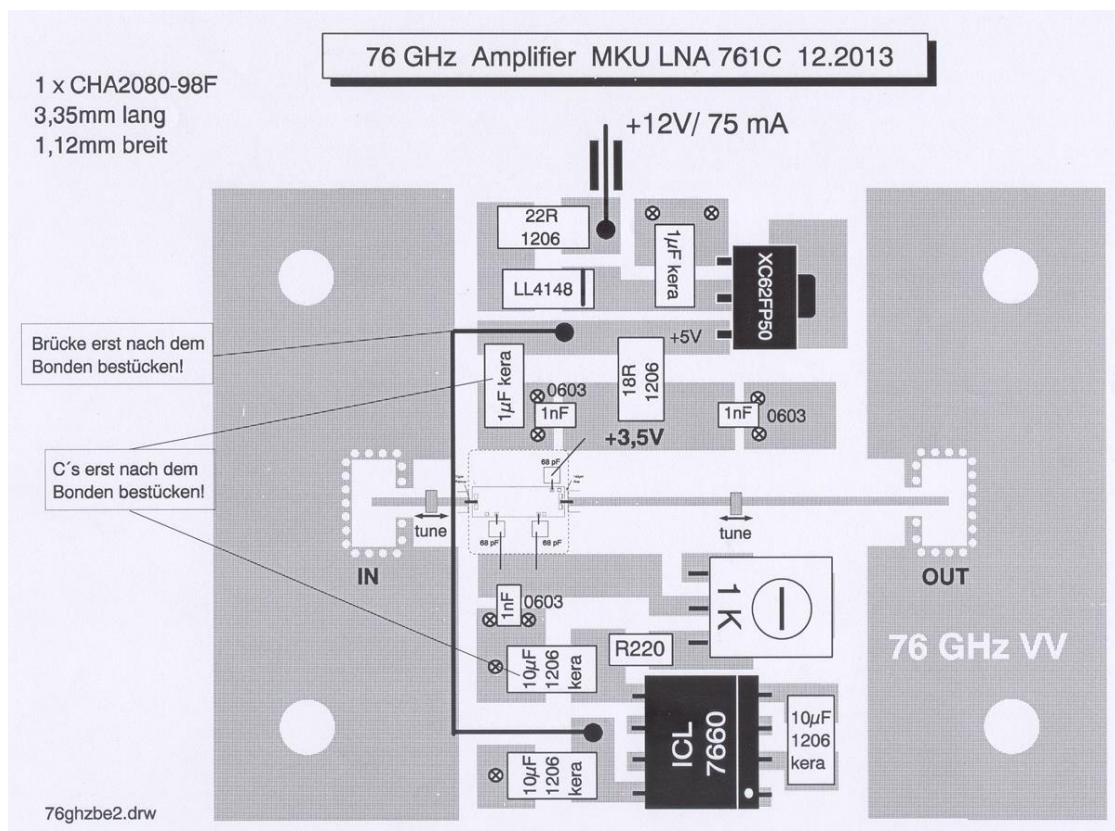 76 GHz Amplifier MKU LNA 761C 12.2013
1 x CHA2080-98F
3,35mm lang
1,12mm breit
+12V/ 75 mA
22R
1206
1µF kera
XC62FP50
LL4148
Brücke erst nach dem
Bonden bestücken!
+5V
1µF kera
18R
1206
0603
1nF
1nF
0603
+3,5V
C´s erst nach dem
Bonden bestücken!
68 pF
tune
68 pF
68 pF
tune
IN
OUT
1nF
0603
1 K
R220
76 GHz VV
10µF
1206
kera
ICL
7660
10µF
1206
kera
10µF
1206
kera
76ghzbe2.drw